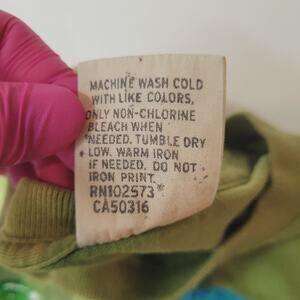 MACHINE WASH COLD
WITH LIKE COLORS,
ONLY NON-CHLORINE
BLEACH WHEN
NEEDED. TUMBLE DRY
LOW. WARM IRON
IF NEEDED. DO NOT
IRON PRINT.
RN102573
CA50316